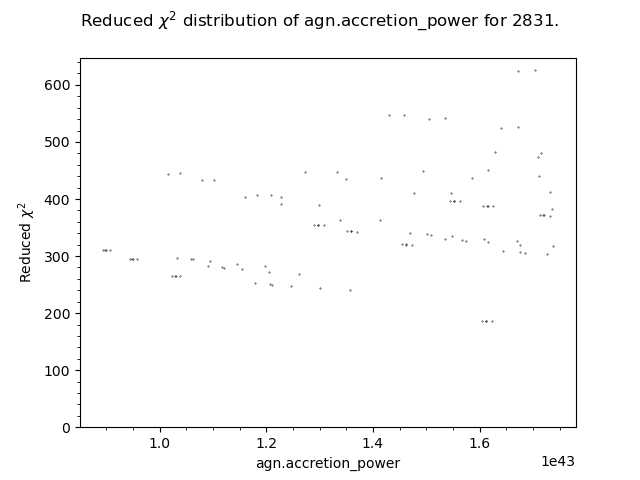 Reduced χ² distribution of agn.accretion_power for 2831.
600
500
400
300
200
100
0
Reduced χ²
1.0 1.2 1.4 1.6
1e43
agn.accretion_power